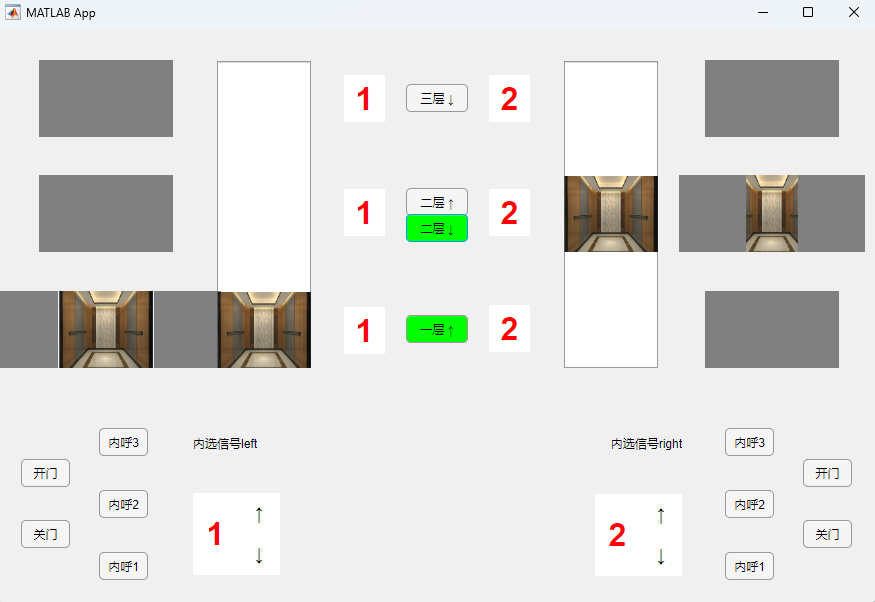 MATLAB App
1 三层↓ 2
二层↑
1 2
二层↓
1 一层↑ 2
内呼3 内选信号left 内选信号right 内呼3
开门 开门
内呼2 内呼2
↑ ↑
1 2
关门 关门
↓ ↓
内呼1 内呼1